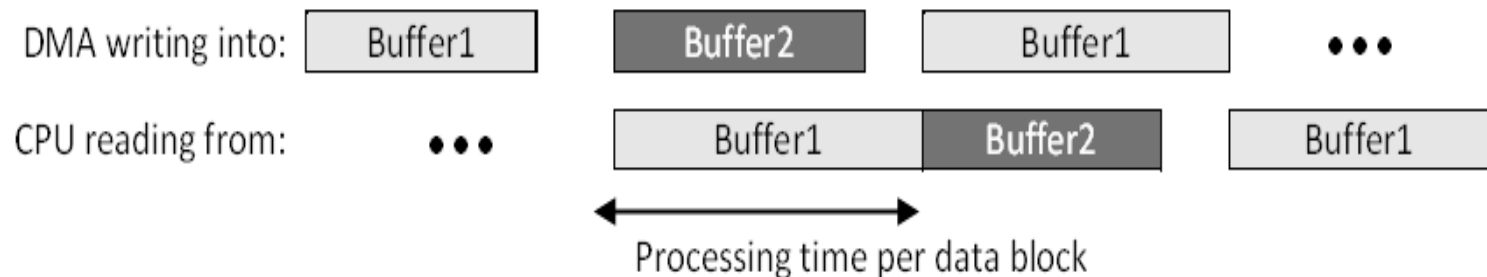 DMA writing into: Buffer1 Buffer2 Buffer1 •••
CPU reading from: ••• Buffer1 Buffer2 Buffer1
Processing time per data block